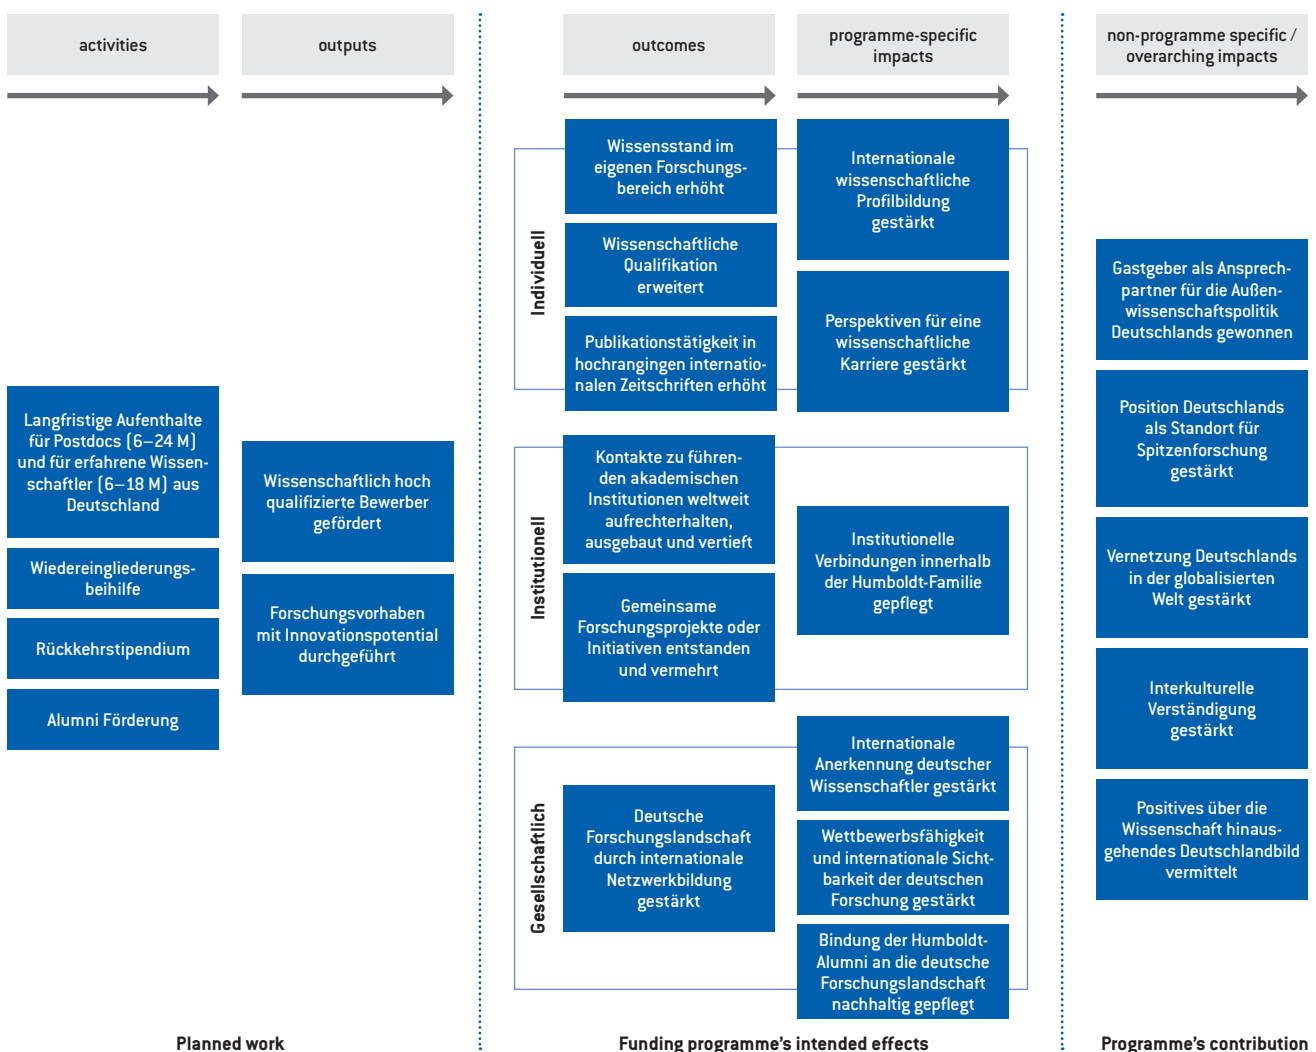 activities
outputs
outcomes
programme-specific
impacts
non-programme specific /
overarching impacts
Langfristige Aufenthalte
für Postdocs (6–24 M)
und für erfahrene Wissen-
schaftler (6–18 M) aus
Deutschland
Wiedereingliederungs-
beihilfe
Rückkehrstipendium
Alumni Förderung
Wissenschaftlich hoch
qualifizierte Bewerber
gefördert
Forschungsvorhaben
mit Innovationspotential
durchgeführt
Individuell
Wissensstand im
eigenen Forschungs-
bereich erhöht
Wissenschaftliche
Qualifikation
erweitert
Publikationstätigkeit in
hochrangingen internatio-
nalen Zeitschriften erhöht
Internationale
wissenschaftliche
Profilbildung
gestärkt
Perspektiven für eine
wissenschaftliche
Karriere gestärkt
Institutionell
Kontakte zu führen-
den akademischen
Institutionen weltweit
aufrechterhalten,
ausgebaut und vertieft
Gemeinsame
Forschungsprojekte oder
Initiativen entstanden
und vermehrt
Institutionelle
Verbindungen innerhalb
der Humboldt-Familie
gepflegt
Gesellschaftlich
Deutsche
Forschungslandschaft
durch internationale
Netzwerkbildung
gestärkt
Internationale
Anerkennung deutscher
Wissenschaftler gestärkt
Wettbewerbsfähigkeit
und internationale Sicht-
barkeit der deutschen
Forschung gestärkt
Bindung der Humboldt-
Alumni an die deutsche
Forschungslandschaft
nachhaltig gepflegt
Gastgeber als Ansprech-
partner für die Außen-
wissenschaftspolitik
Deutschlands gewonnen
Position Deutschlands
als Standort für
Spitzenforschung
gestärkt
Vernetzung Deutschlands
in der globalisierten
Welt gestärkt
Interkulturelle
Verständigung
gestärkt
Positives über die
Wissenschaft hinaus-
gehendes Deutschlandbild
vermittelt
Planned work
Funding programme's intended effects
Programme's contribution